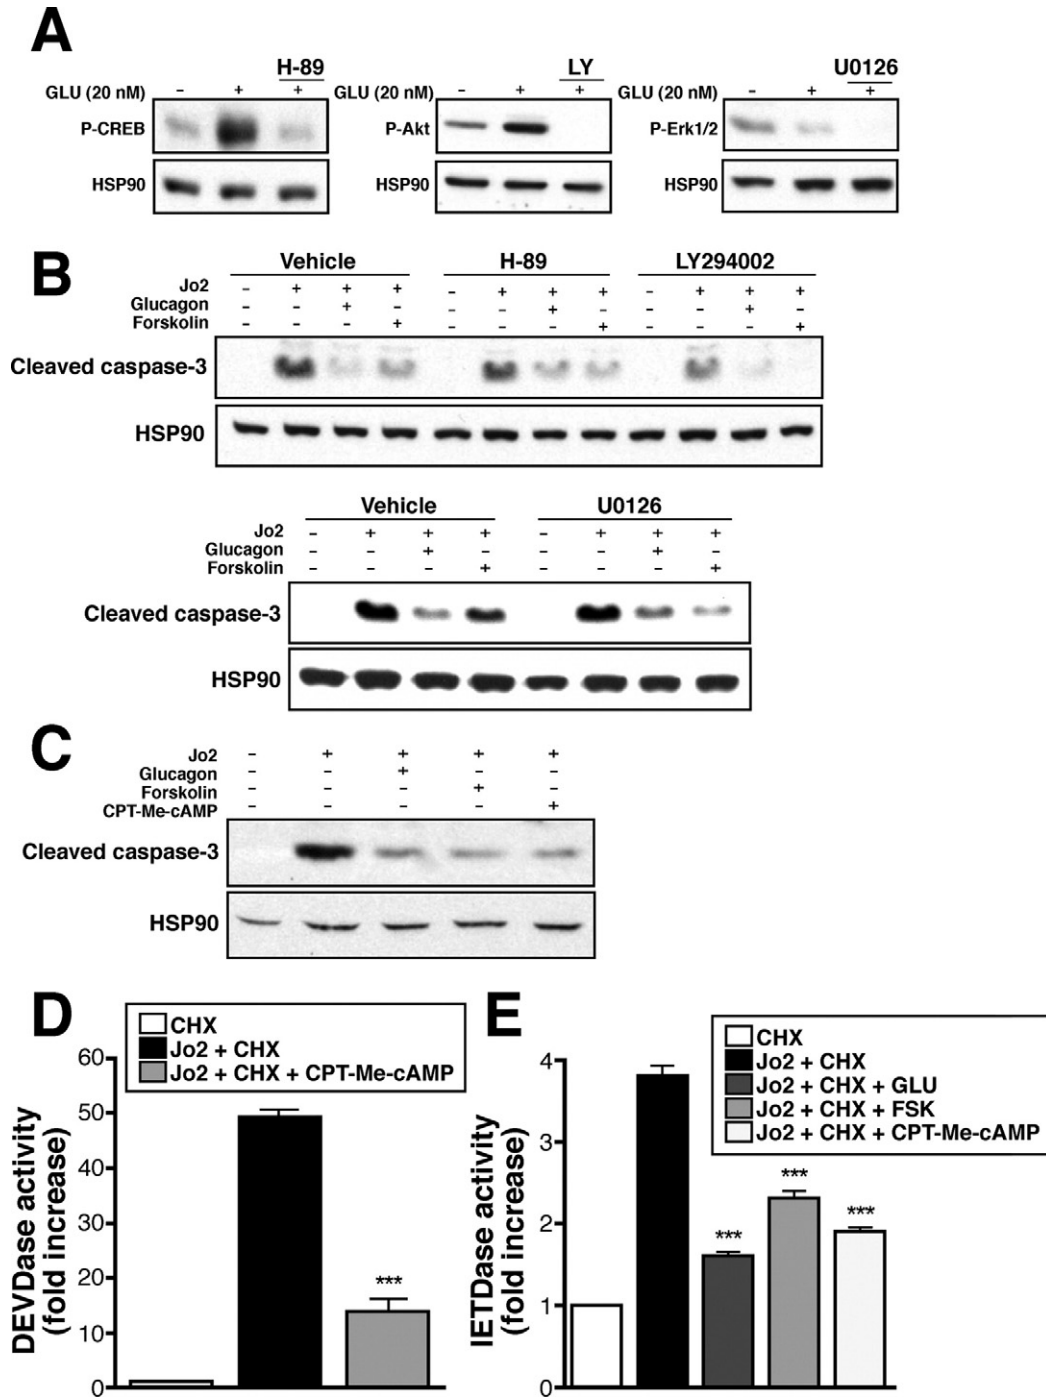 A
H-89
GLU (20 nM) - + +
P-CREB
HSP90
LY
GLU (20 nM) - + +
P-Akt
HSP90
U0126
GLU (20 nM) - + +
P-Erk1/2
HSP90
B
Vehicle H-89 LY294002
Jo2 - + + + - + + + - + + +
Glucagon - - + - - - + - - - + -
Forskolin - - - + - - - + - - - +
Cleaved caspase-3
HSP90
Vehicle U0126
Jo2 - + + + - + + +
Glucagon - - + - - - + -
Forskolin - - - + - - - +
Cleaved caspase-3
HSP90
C
Jo2 - + + + +
Glucagon - - + - -
Forskolin - - - + -
CPT-Me-cAMP - - - - +
Cleaved caspase-3
HSP90
D
CHX
Jo2 + CHX
Jo2 + CHX + CPT-Me-cAMP
DEVDase activity
(fold increase)
60
50
40
30
20
10
0
***
E
CHX
Jo2 + CHX
Jo2 + CHX + GLU
Jo2 + CHX + FSK
Jo2 + CHX + CPT-Me-cAMP
IETDase activity
(fold increase)
4
3
2
1
0
***
***
***